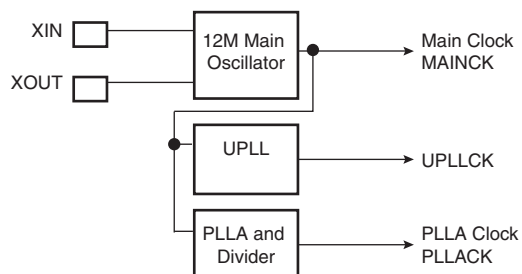 XIN
12M Main
Oscillator
Main Clock
MAINCK
XOUT
UPLL
UPLLCK
PLLA and
Divider
PLLA Clock
PLLACK